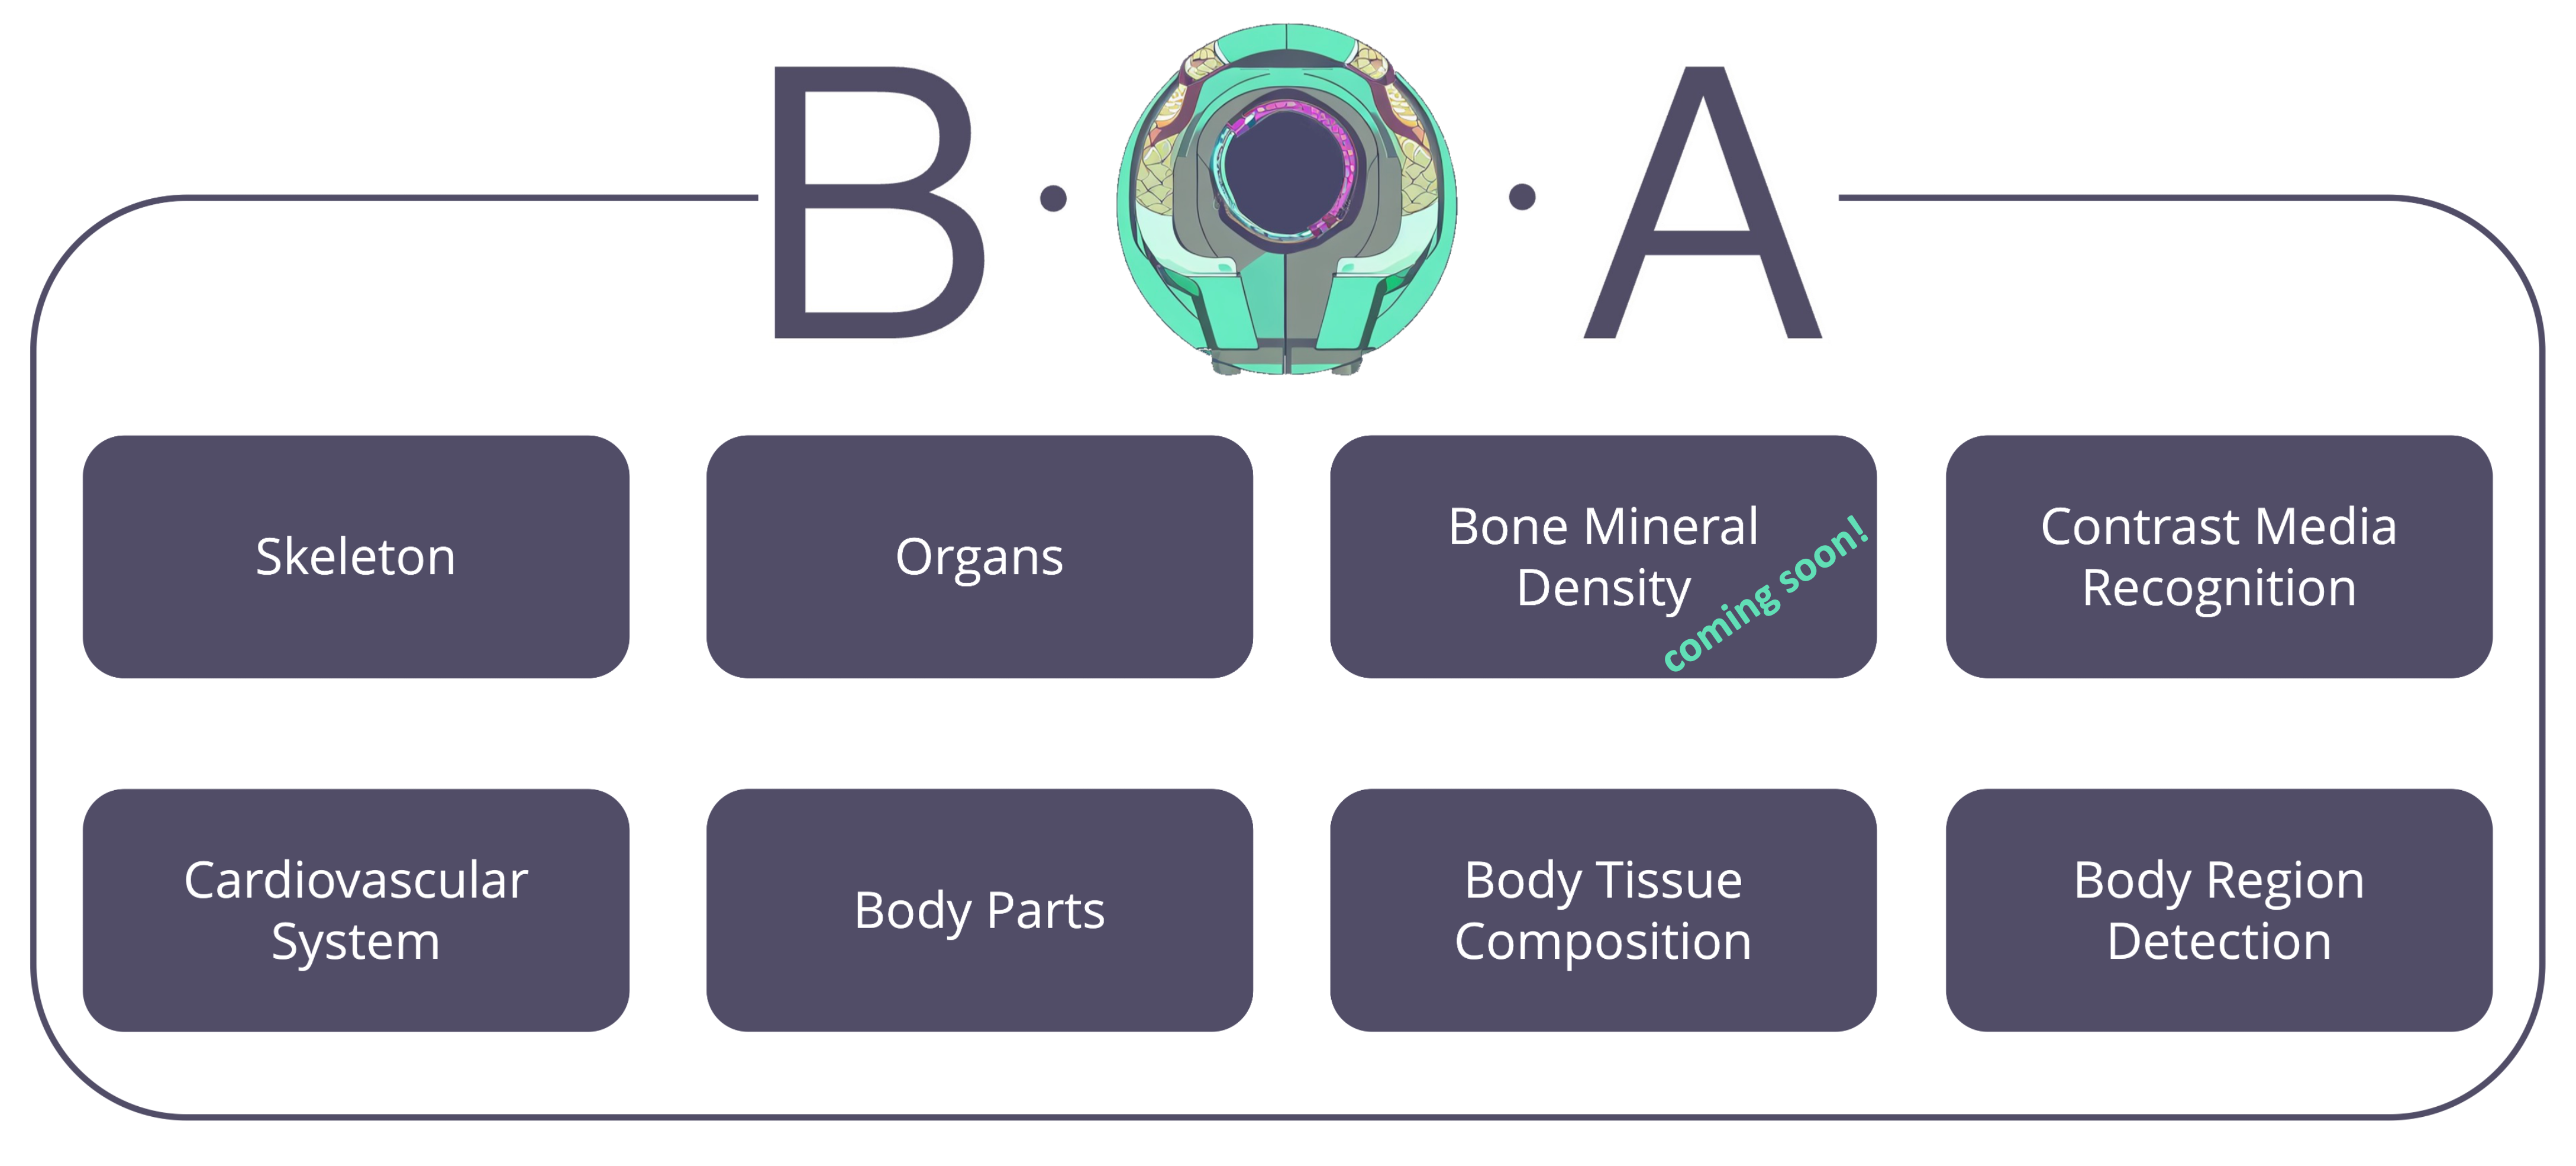 B · O · A
Skeleton
Organs
Bone Mineral
Density
coming soon!
Contrast Media
Recognition
Cardiovascular
System
Body Parts
Body Tissue
Composition
Body Region
Detection